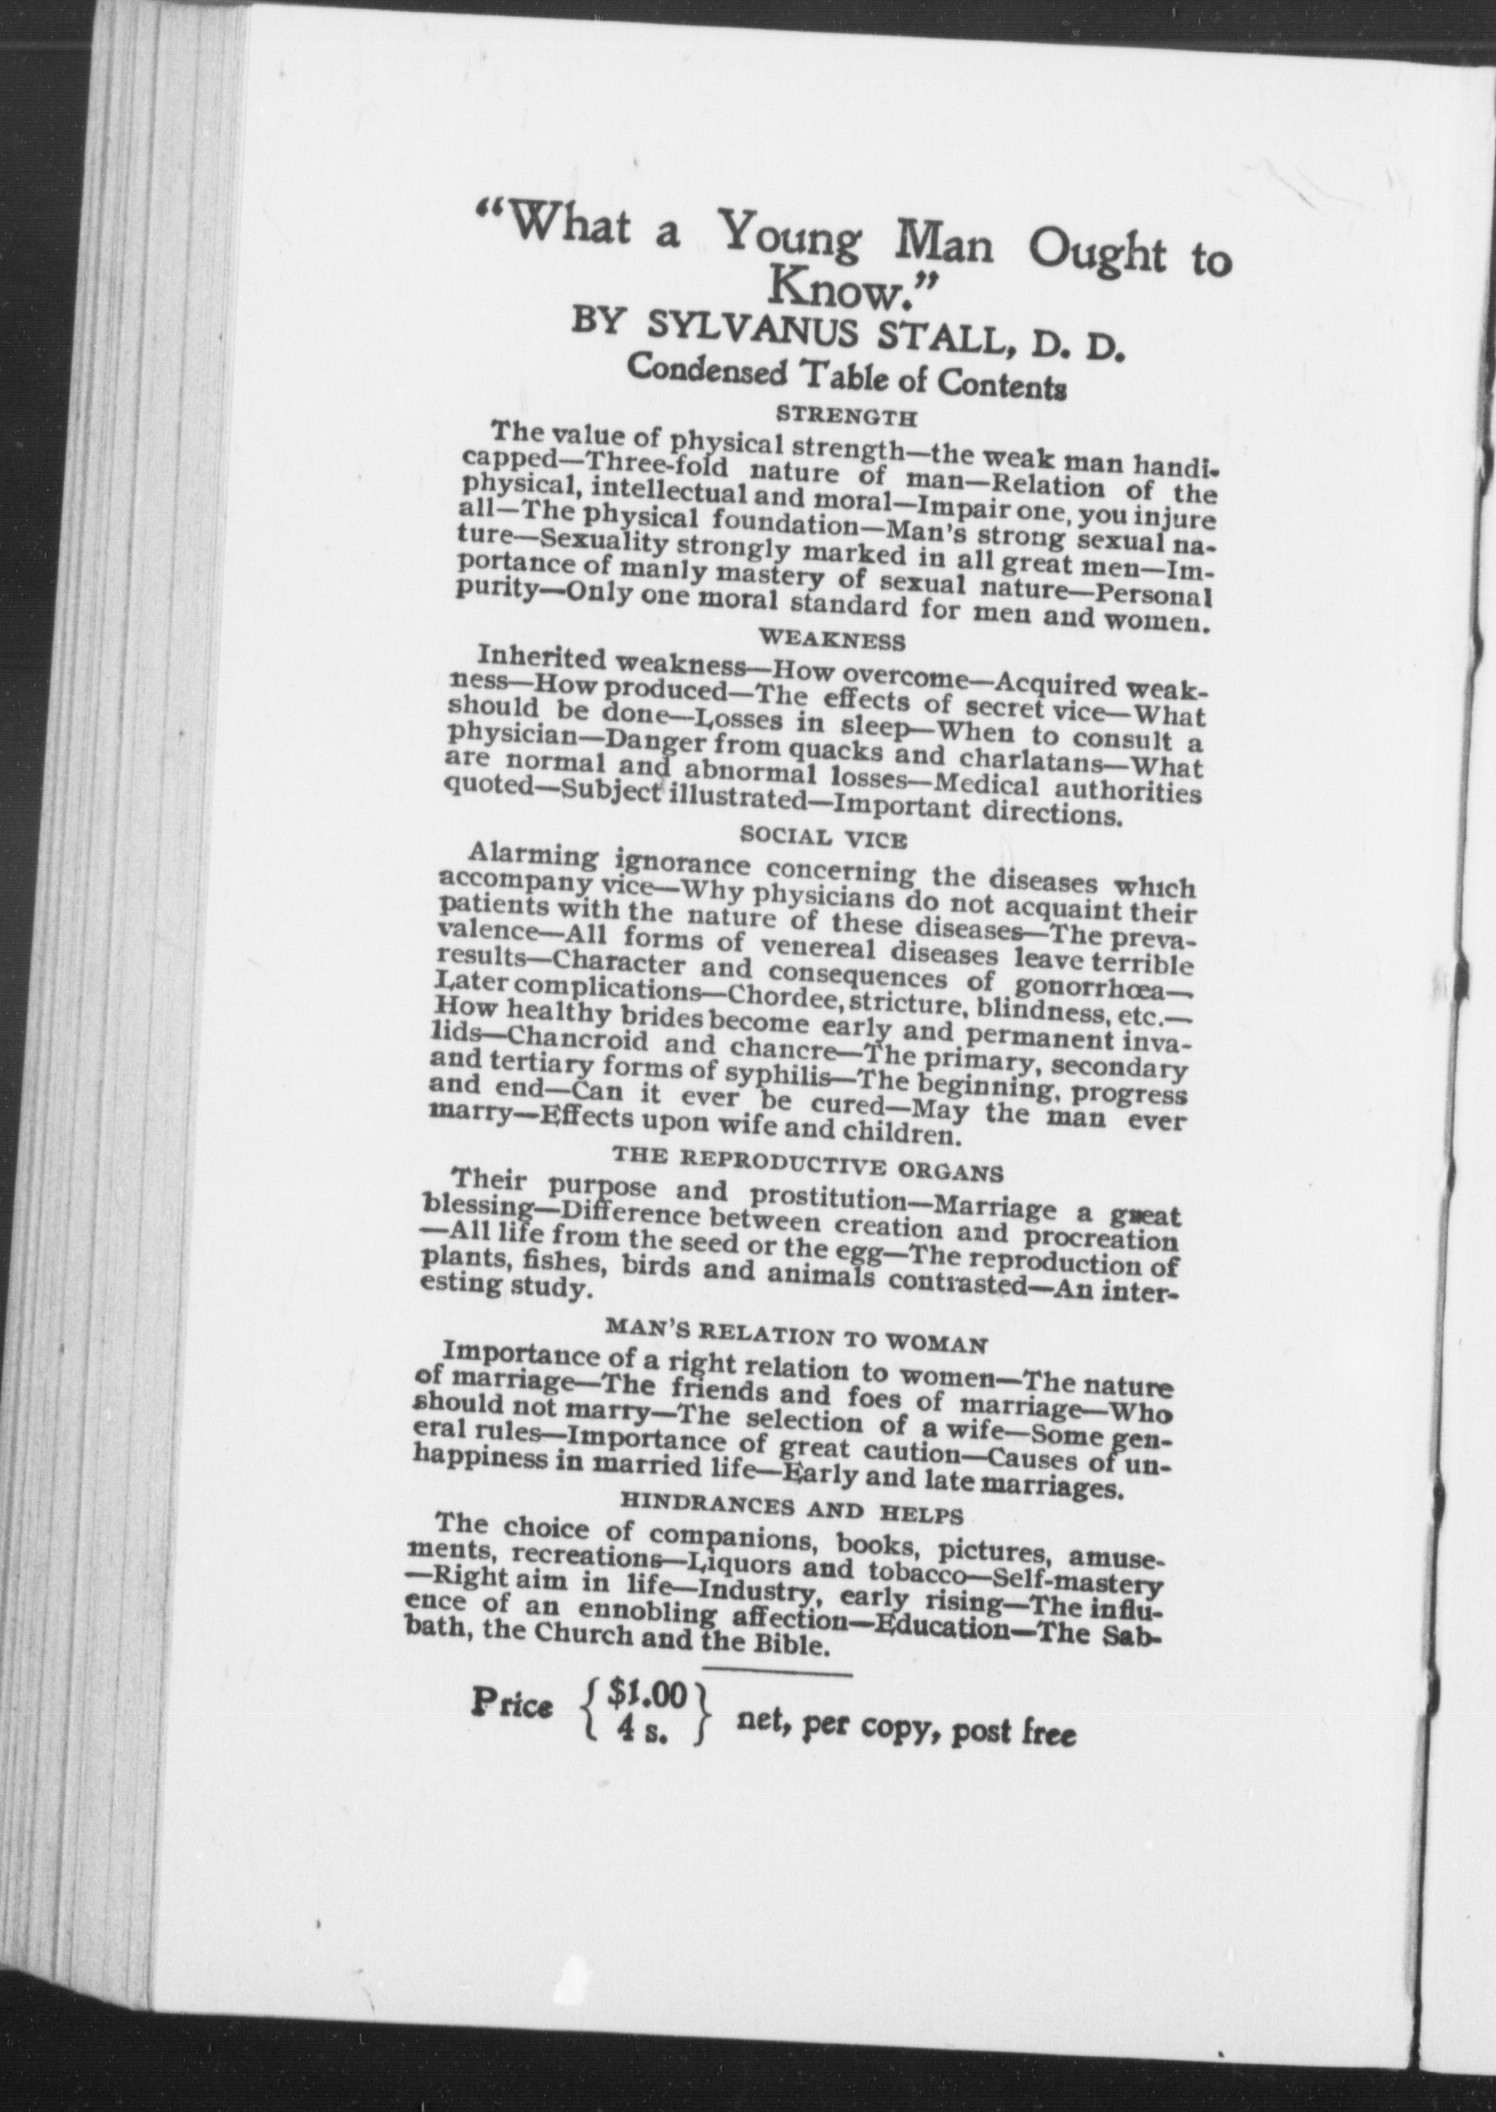 “What a Young Man Ought to
Know.”
BY SYLVANUS STALL, D. D.
Condensed Table of Contents
STRENGTH
The value of physical strength—the weak man handi-
capped—Three-fold nature of man—Relation of the
physical, intellectual and moral—Impair one, you injure
all—The physical foundation—Man's strong sexual na-
ture—Sexuality strongly marked in all great men—Im-
portance of manly mastery of sexual nature—Personal
purity—Only one moral standard for men and women.
WEAKNESS
Inherited weakness—How overcome—Acquired weak-
ness—How produced—The effects of secret vice—What
should be done—Losses in sleep—When to consult a
physician—Danger from quacks and charlatans—What
are normal and abnormal losses—Medical authorities
quoted—Subject illustrated—Important directions.
SOCIAL VICE
Alarming ignorance concerning the diseases which
accompany vice—Why physicians do not acquaint their
patients with the nature of these diseases—The preva-
valence—All forms of venereal diseases leave terrible
results—Character and consequences of gonorrhœa—
Later complications—Chordee, stricture, blindness, etc.—
How healthy brides become early and permanent inva-
lids—Chancroid and chancre—The primary, secondary
and tertiary forms of syphilis—The beginning, progress
and end—Can it ever be cured—May the man ever
marry—Effects upon wife and children.
THE REPRODUCTIVE ORGANS
Their purpose and prostitution—Marriage a great
blessing—Difference between creation and procreation
—All life from the seed or the egg—The reproduction of
plants, fishes, birds and animals contrasted—An inter-
esting study.
MAN'S RELATION TO WOMAN
Importance of a right relation to women—The nature
of marriage—The friends and foes of marriage—Who
should not marry—The selection of a wife—Some gen-
eral rules—Importance of great caution—Causes of un-
happiness in married life—Early and late marriages.
HINDRANCES AND HELPS
The choice of companions, books, pictures, amuse-
ments, recreations—Liquors and tobacco—Self-mastery
—Right aim in life—Industry, early rising—The influ-
ence of an ennobling affection—Education—The Sab-
bath, the Church and the Bible.
Price { $1.00 4 s. } net, per copy, post free